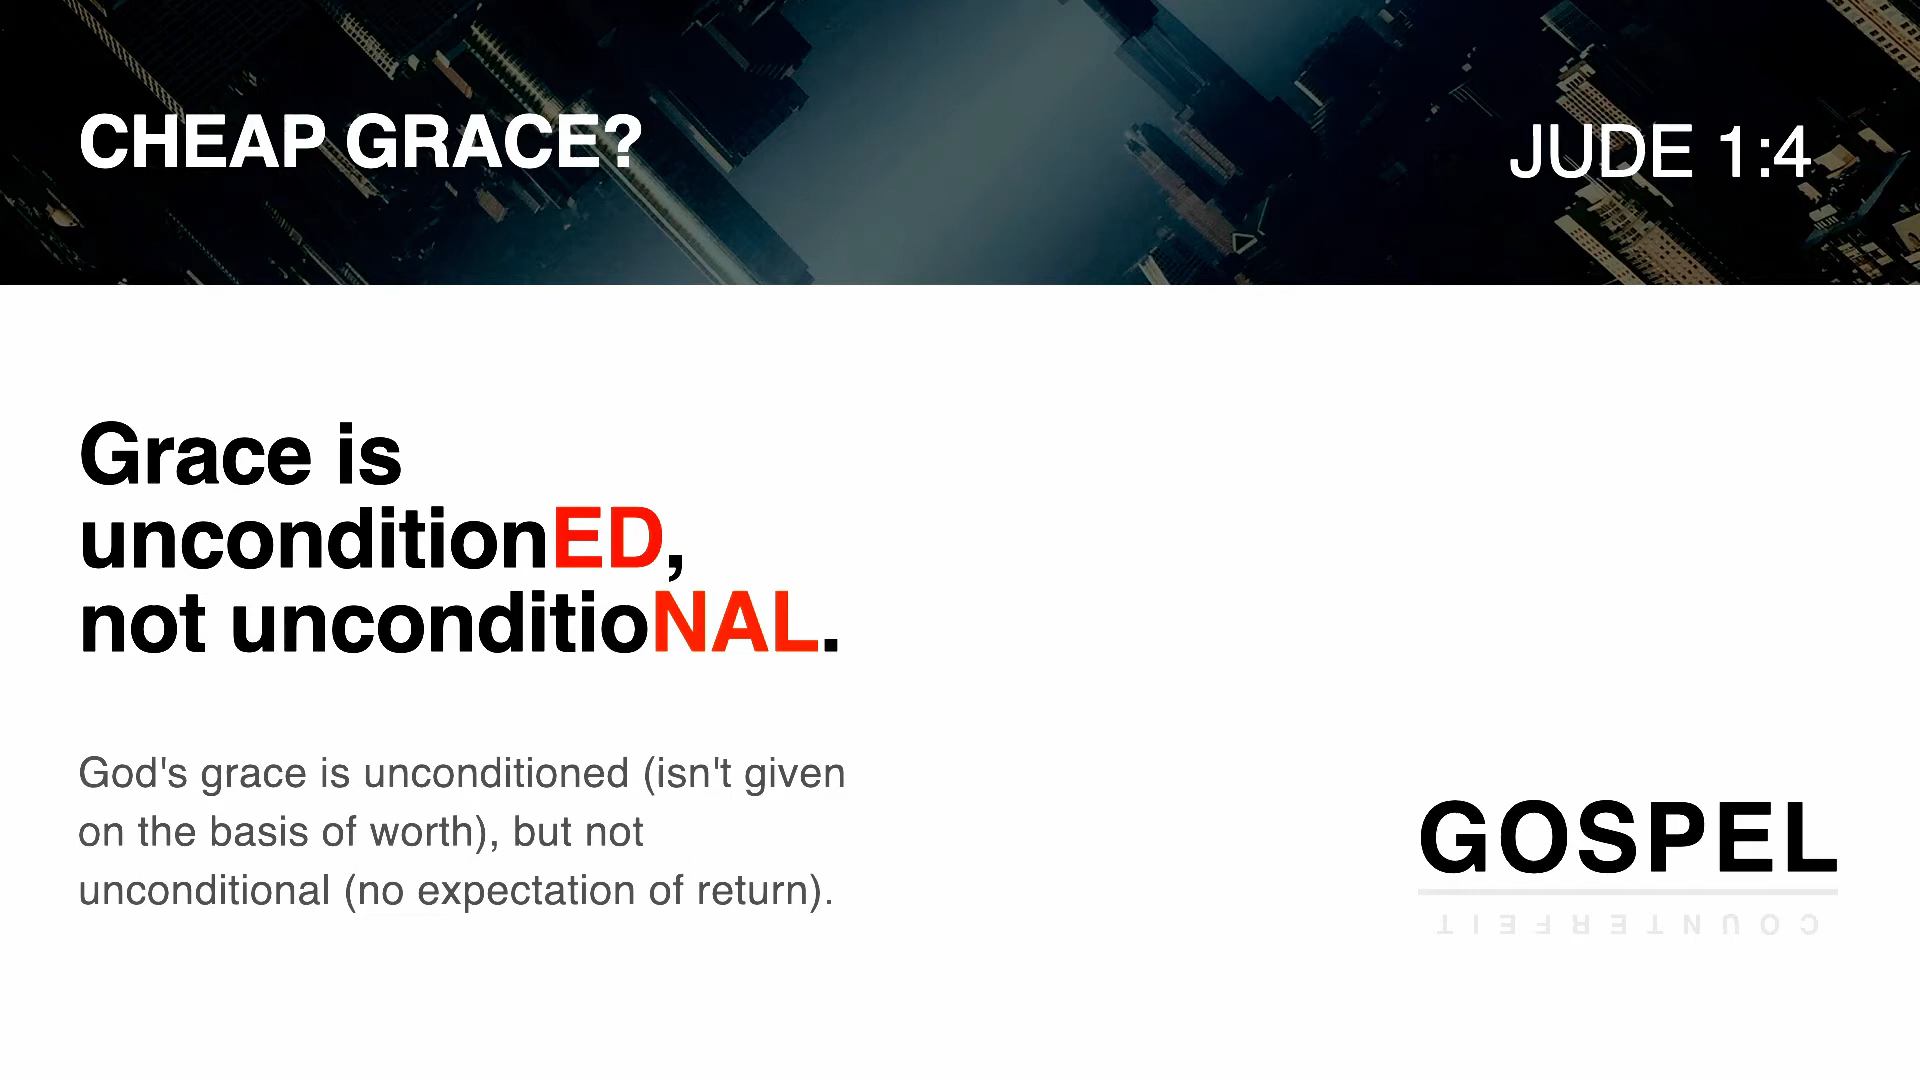 CHEAP GRACE?
JUDE 1:4
Grace is
unconditionED,
not unconditioNAL.
God's grace is unconditioned (isn't given
on the basis of worth), but not
unconditional (no expectation of return).
GOSPEL
COUNTERFEIT